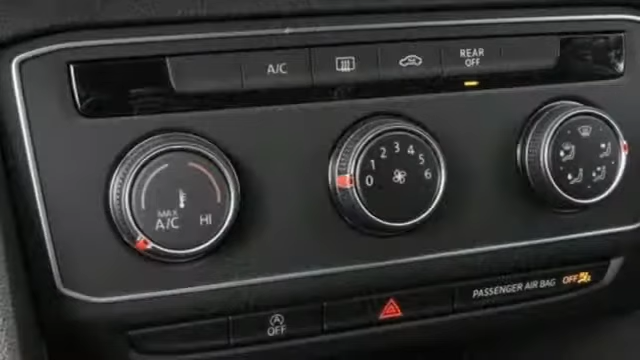 A/C
REAR
OFF
MAX
A/C
HI
0 1 2 3 4 5 6
OFF
PASSENGER AIR BAG OFF